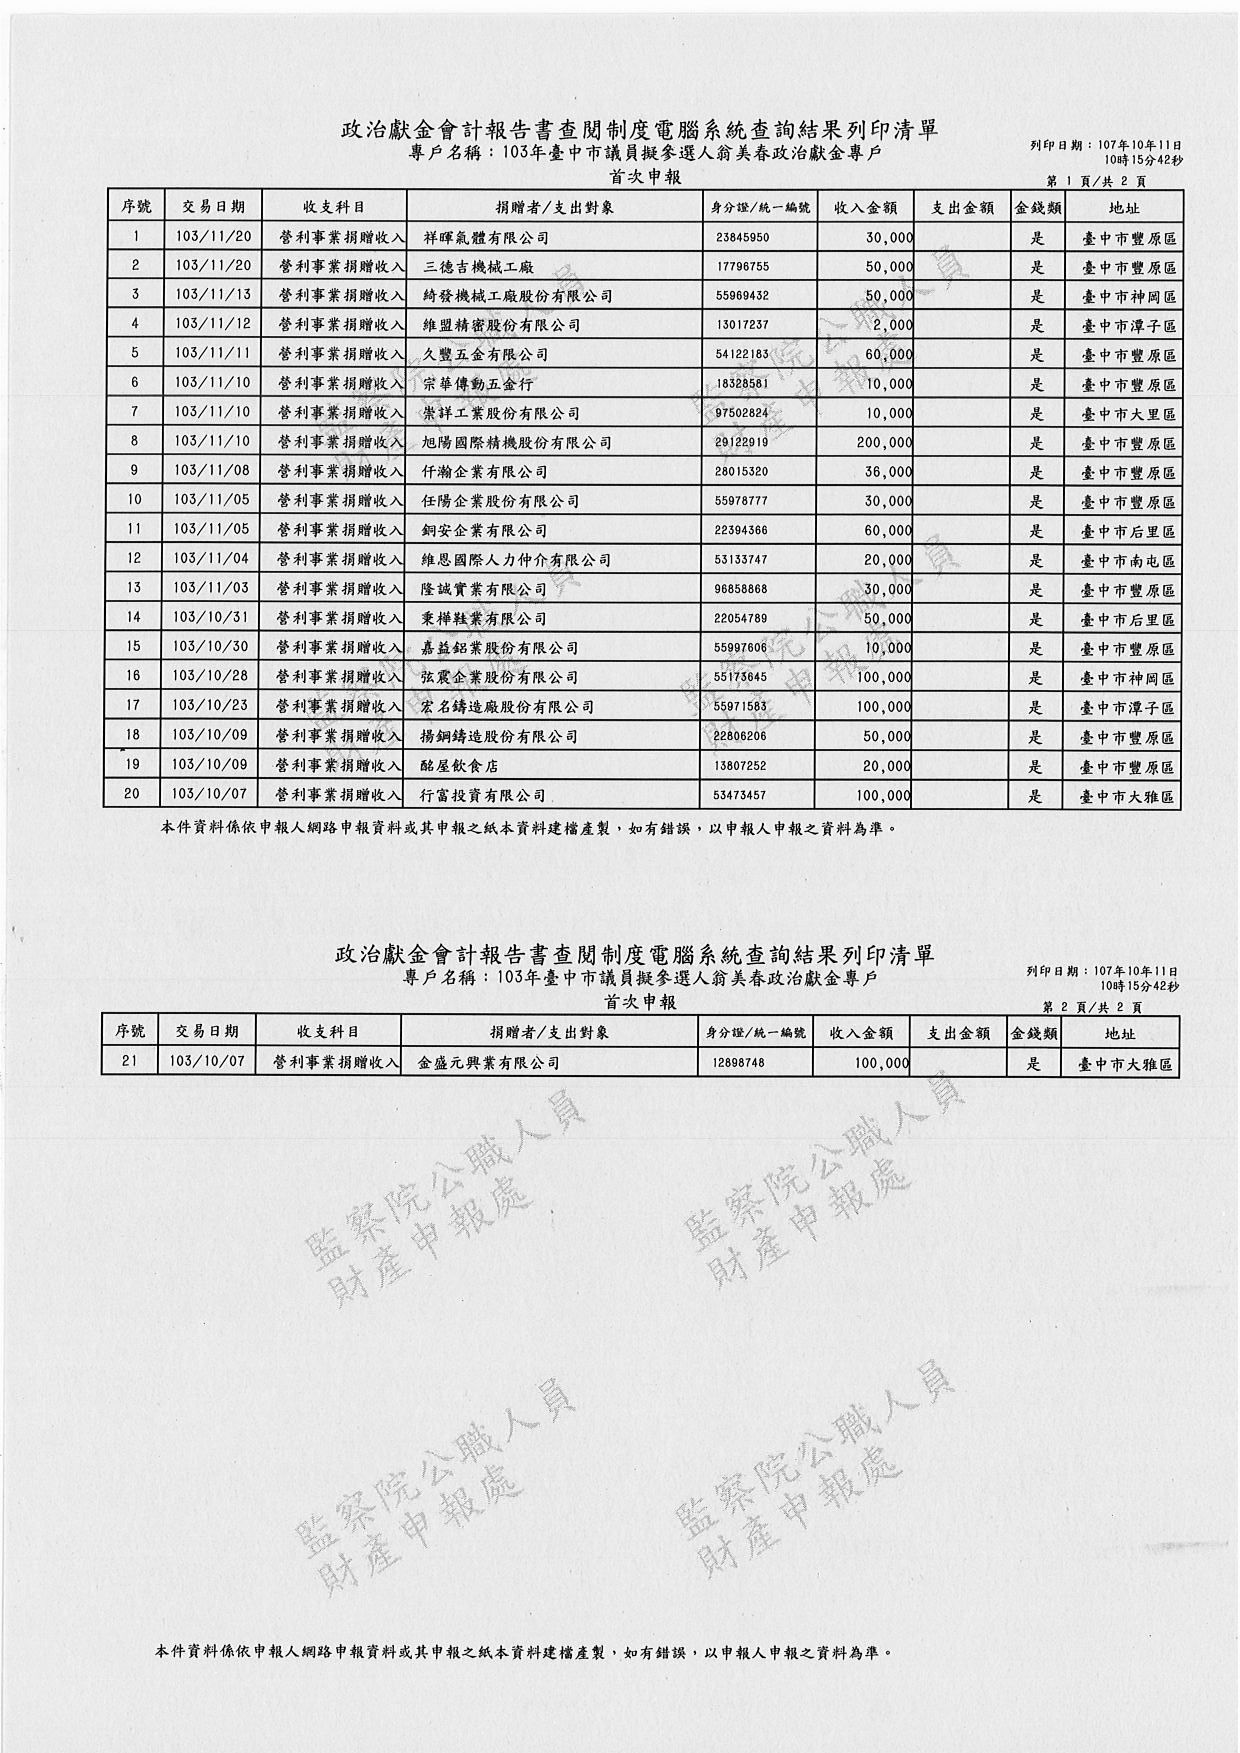 政治獻金會計報告書查閱制度電腦系統查詢結果列印清單
專戶名稱：103年臺中市議員擬參選人翁美春政治獻金專戶
列印日期：107年10年11日
10時15分42秒
首次申報
第 1 頁/共 2 頁
序號 交易日期 收支科目 捐贈者/支出對象 身分證/統一編號 收入金額 支出金額 金錢類 地址
1 103/11/20 營利事業捐贈收入 祥暉氣體有限公司 23845950 30,000 是 臺中市豐原區
2 103/11/20 營利事業捐贈收入 三德吉機械工廠 17796755 50,000 是 臺中市豐原區
3 103/11/13 營利事業捐贈收入 綺發機械工廠股份有限公司 55969432 50,000 是 臺中市神岡區
4 103/11/12 營利事業捐贈收入 維盟精密股份有限公司 13017237 2,000 是 臺中市潭子區
5 103/11/11 營利事業捐贈收入 久豐五金有限公司 54122183 60,000 是 臺中市豐原區
6 103/11/10 營利事業捐贈收入 宗華傳動五金行 18328581 10,000 是 臺中市豐原區
7 103/11/10 營利事業捐贈收入 崇詳工業股份有限公司 97502824 10,000 是 臺中市大里區
8 103/11/10 營利事業捐贈收入 旭陽國際精機股份有限公司 29122919 200,000 是 臺中市豐原區
9 103/11/08 營利事業捐贈收入 仟瀚企業有限公司 28015320 36,000 是 臺中市豐原區
10 103/11/05 營利事業捐贈收入 任陽企業股份有限公司 55978777 30,000 是 臺中市豐原區
11 103/11/05 營利事業捐贈收入 銅安企業有限公司 22394366 60,000 是 臺中市后里區
12 103/11/04 營利事業捐贈收入 維恩國際人力仲介有限公司 53133747 20,000 是 臺中市南屯區
13 103/11/03 營利事業捐贈收入 隆誠實業有限公司 96858868 30,000 是 臺中市豐原區
14 103/10/31 營利事業捐贈收入 秉樺鞋業有限公司 22054789 50,000 是 臺中市后里區
15 103/10/30 營利事業捐贈收入 嘉益鋁業股份有限公司 55997606 10,000 是 臺中市豐原區
16 103/10/28 營利事業捐贈收入 弦震企業股份有限公司 55173645 100,000 是 臺中市神岡區
17 103/10/23 營利事業捐贈收入 宏名鑄造廠股份有限公司 55971583 100,000 是 臺中市潭子區
18 103/10/09 營利事業捐贈收入 揚鋼鑄造股份有限公司 22806206 50,000 是 臺中市豐原區
19 103/10/09 營利事業捐贈收入 酩屋飲食店 13807252 20,000 是 臺中市豐原區
20 103/10/07 營利事業捐贈收入 行富投資有限公司 53473457 100,000 是 臺中市大雅區
本件資料係依申報人網路申報資料或其申報之紙本資料建檔產製，如有錯誤，以申報人申報之資料為準。
政治獻金會計報告書查閱制度電腦系統查詢結果列印清單
專戶名稱：103年臺中市議員擬參選人翁美春政治獻金專戶
列印日期：107年10年11日
10時15分42秒
首次申報
第 2 頁/共 2 頁
序號 交易日期 收支科目 捐贈者/支出對象 身分證/統一編號 收入金額 支出金額 金錢類 地址
21 103/10/07 營利事業捐贈收入 金盛元興業有限公司 12898748 100,000 是 臺中市大雅區
監察院公職人員
財產申報處
監察院公職人員
財產申報處
監察院公職人員
財產申報處
監察院公職人員
財產申報處
本件資料係依申報人網路申報資料或其申報之紙本資料建檔產製，如有錯誤，以申報人申報之資料為準。